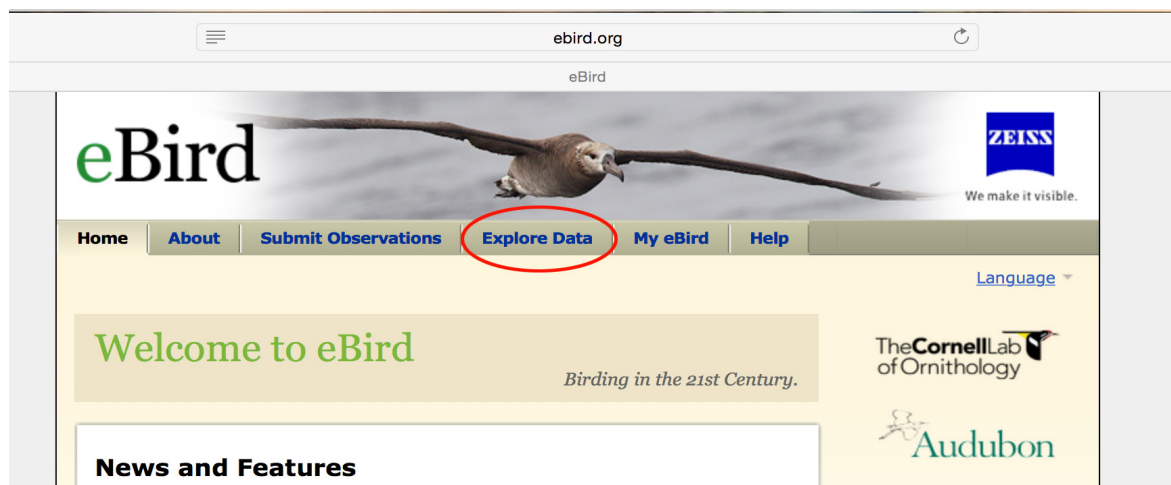 ebird.org
eBird
eBird
ZEISS
We make it visible.
Home About Submit Observations Explore Data My eBird Help
Language
Welcome to eBird
Birding in the 21st Century.
TheCornellLab
of Ornithology
Audubon
News and Features